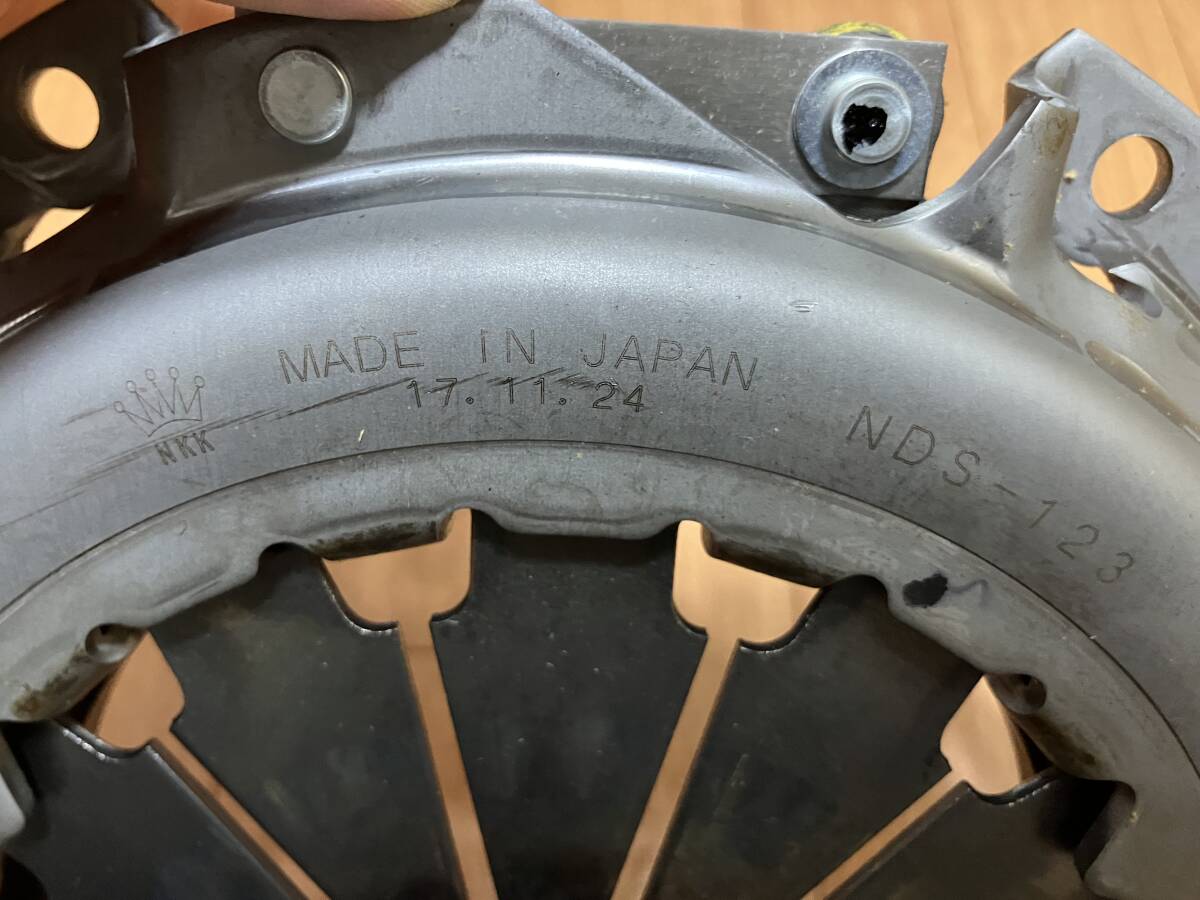 MADE IN JAPAN
17.11.24
NKK
NDS-123